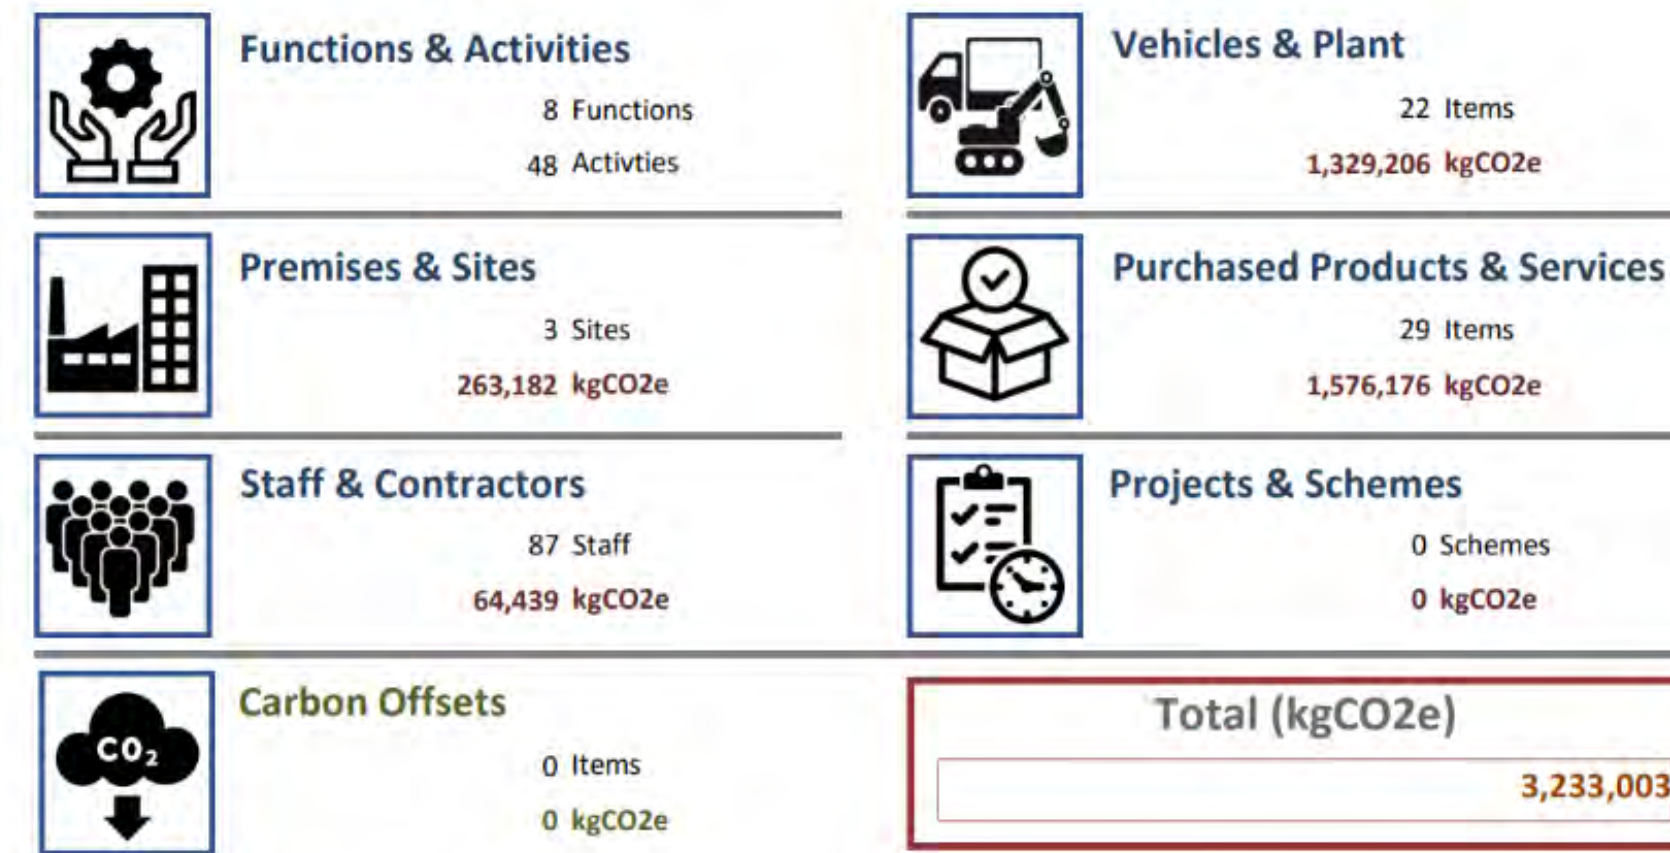 Functions & Activities
8 Functions
48 Activties
Vehicles & Plant
22 Items
1,329,206 kgCO2e
Premises & Sites
3 Sites
263,182 kgCO2e
Purchased Products & Services
29 Items
1,576,176 kgCO2e
Staff & Contractors
87 Staff
64,439 kgCO2e
Projects & Schemes
0 Schemes
0 kgCO2e
CO₂
Carbon Offsets
0 Items
0 kgCO2e
Total (kgCO2e)
3,233,003